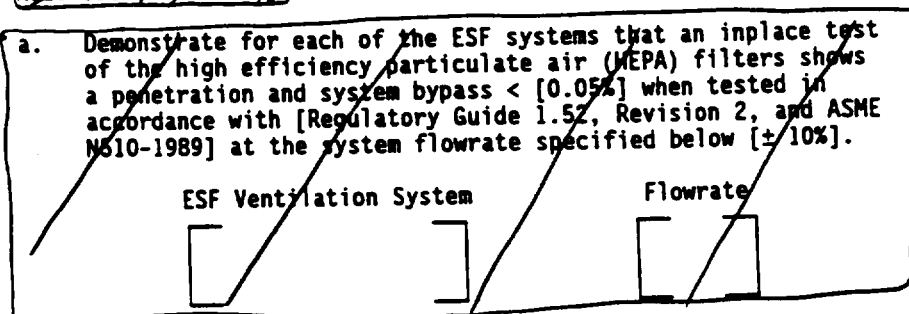 a. Demonstrate for each of the ESF systems that an inplace test
of the high efficiency particulate air (HEPA) filters shows
a penetration and system bypass < [0.05%] when tested in
accordance with [Regulatory Guide 1.52, Revision 2, and ASME
N510-1989] at the system flowrate specified below [± 10%].
ESF Ventilation System Flowrate
[ ] [ ]